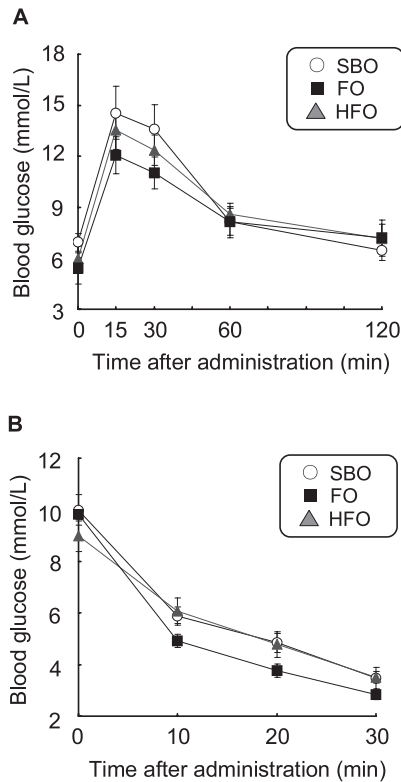 A
Blood glucose (mmol/L)
18
15
12
9
6
3
SBO
FO
HFO
0 15 30 60 120
Time after administration (min)
B
Blood glucose (mmol/L)
12
10
8
6
4
2
SBO
FO
HFO
0 10 20 30
Time after administration (min)